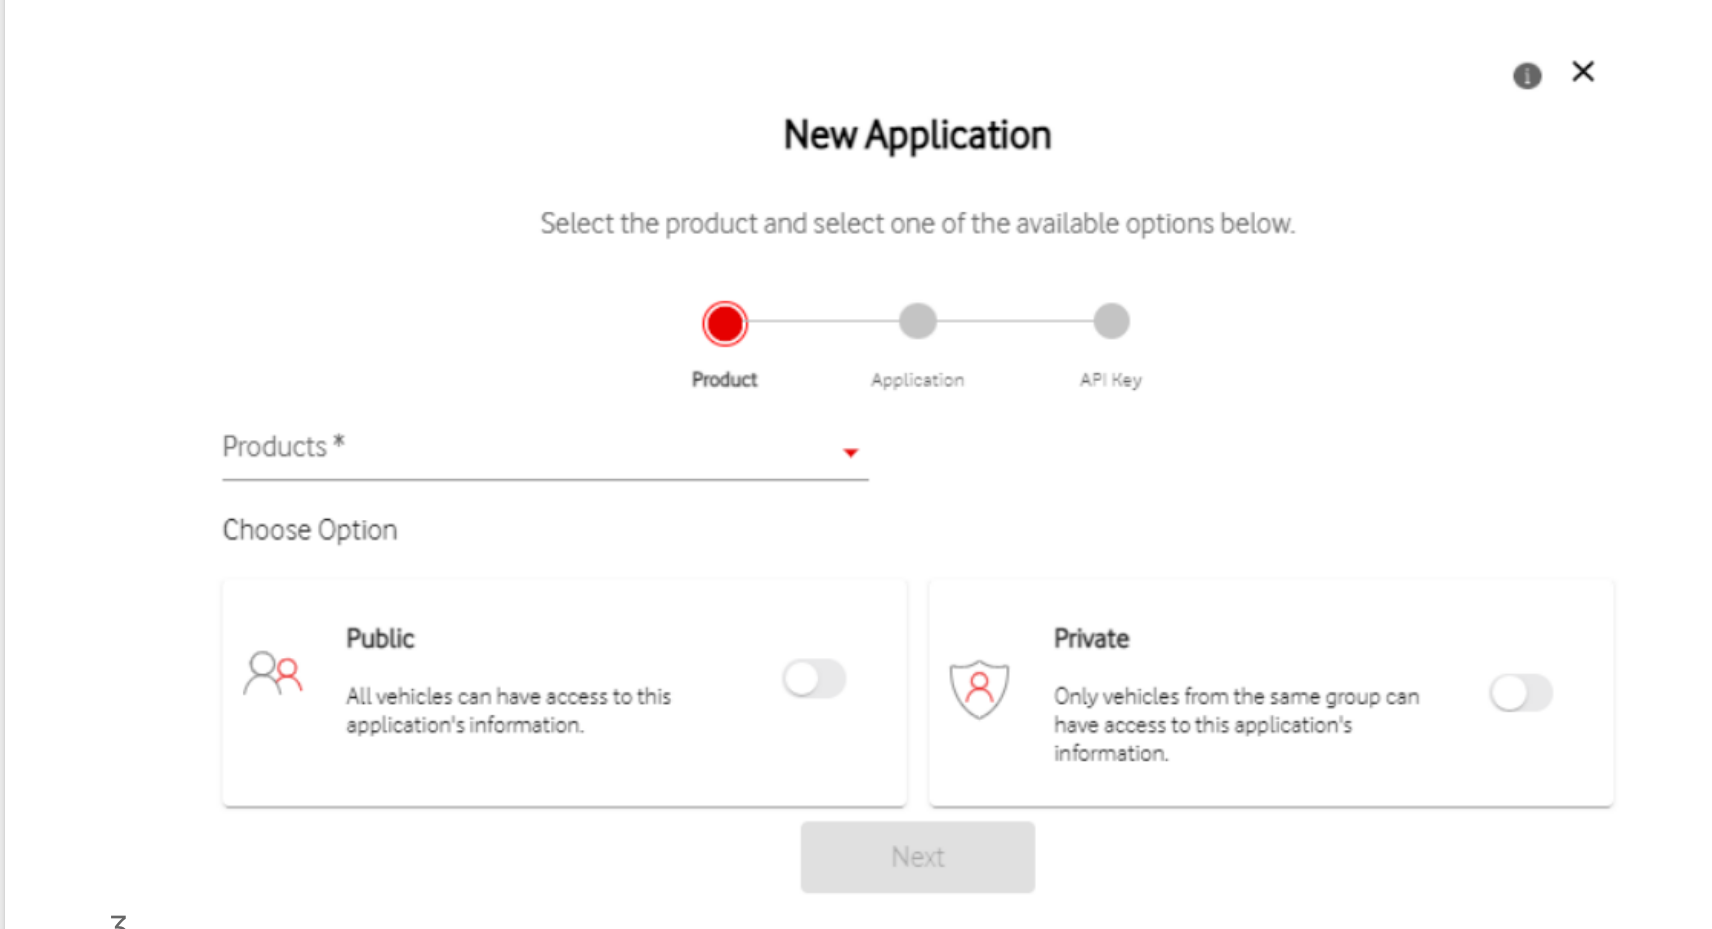 New Application
Select the product and select one of the available options below.
Product
Application
API Key
Products *
Choose Option
Public
All vehicles can have access to this
application's information.
Private
Only vehicles from the same group can
have access to this application's
information.
Next